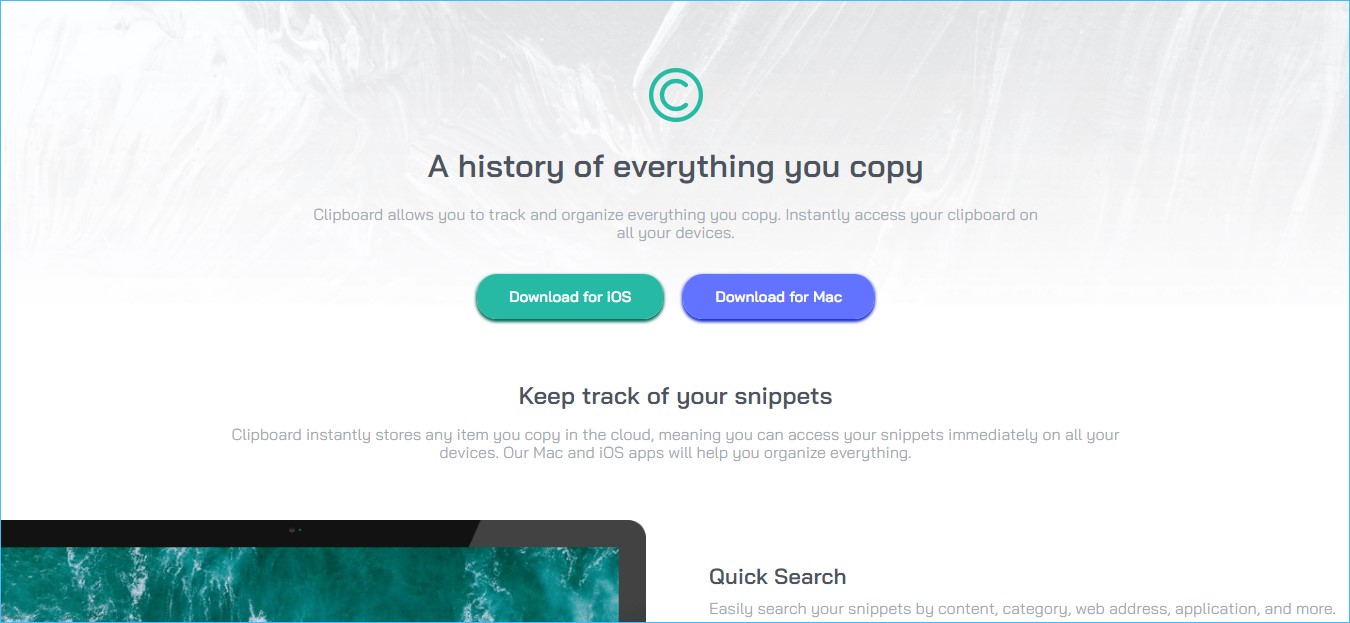 ©
A history of everything you copy
Clipboard allows you to track and organize everything you copy. Instantly access your clipboard on
all your devices.
Download for iOS
Download for Mac
Keep track of your snippets
Clipboard instantly stores any item you copy in the cloud, meaning you can access your snippets immediately on all your
devices. Our Mac and iOS apps will help you organize everything.
Quick Search
Easily search your snippets by content, category, web address, application, and more.